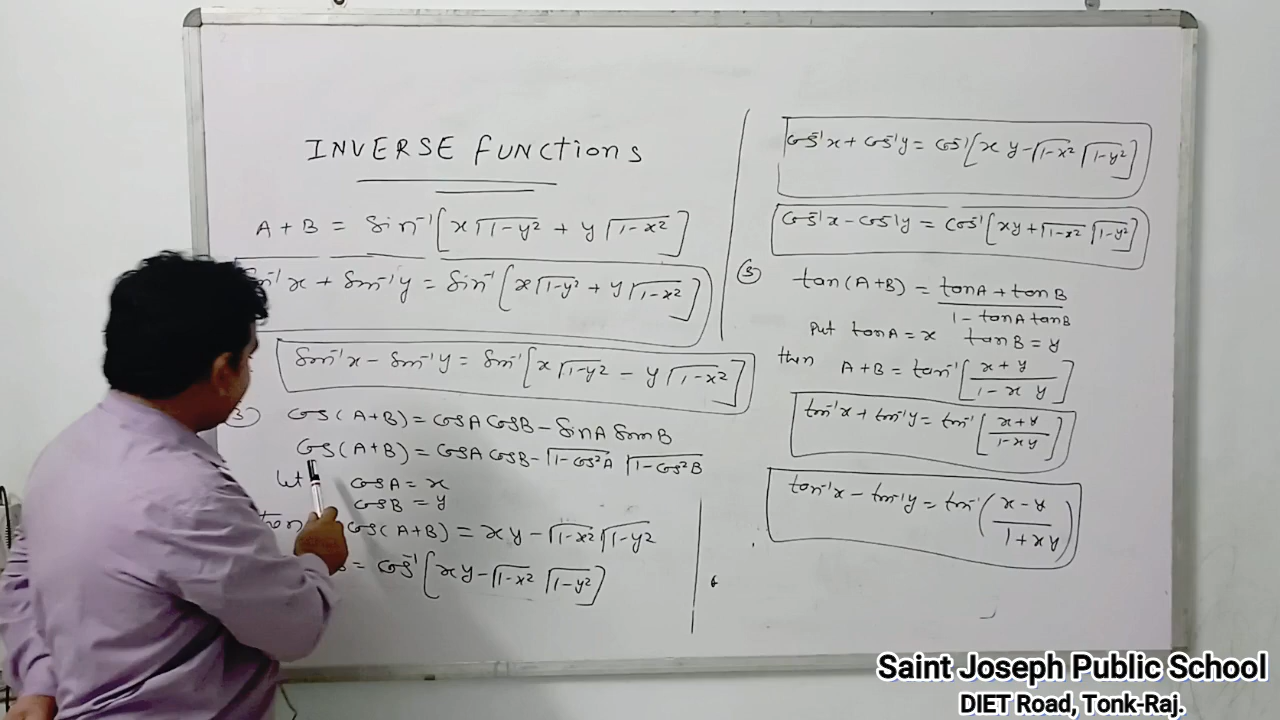 INVERSE FUNCTIONS
A + B = Sin⁻¹[x√1-y² + y√1-x²]
x + Sin⁻¹y = Sin⁻¹[x√1-y² + y√1-x²]
Sin⁻¹x - Sin⁻¹y = Sin⁻¹[x√1-y² - y√1-x²]
Cos(A+B) = CosA CosB - SinA SinB
Cos(A+B) = CosA CosB - √1-Cos²A √1-Cos²B
Let CosA = x
CosB = y
Cos(A+B) = xy - √1-x² √1-y²
= Cos⁻¹[xy - √1-x² √1-y²]
Cos⁻¹x + Cos⁻¹y = Cos⁻¹[xy - √1-x² √1-y²]
Cos⁻¹x - Cos⁻¹y = Cos⁻¹[xy + √1-x² √1-y²]
③ tan(A+B) = tanA + tanB / 1 - tanA tanB
Put tanA = x tanB = y
then A+B = tan⁻¹[x + y / 1 - x y]
tan⁻¹x + tan⁻¹y = tan⁻¹[x+y / 1-xy]
tan⁻¹x - tan⁻¹y = tan⁻¹(x-y / 1+xy)
Saint Joseph Public School
DIET Road, Tonk-Raj.